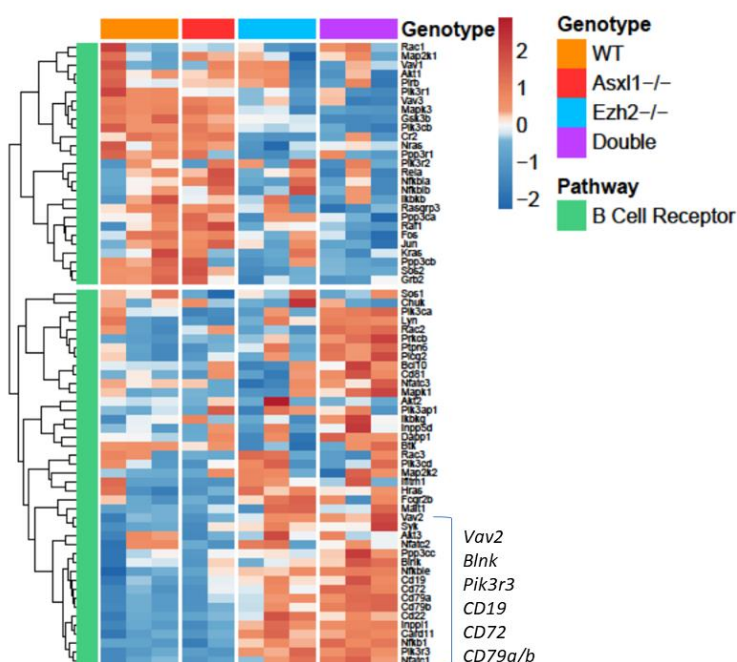 Genotype
Rac1
Map2k1
Vav1
Akt1
Pirb
Pik3r1
Vav3
Mapk3
Gsk3b
Pik3cb
Cr2
Nras
Ppp3r1
Pik3r2
Rela
Nfkbia
Nfkbib
Ikbkb
Rasgrp3
Ppp3ca
Raf1
Fos
Jun
Kras
Ppp3cb
Sos2
Grb2
Sos1
Chuk
Pik3ca
Lyn
Rac2
Prkcb
Ptpn6
Plcg2
Bcl10
Cd81
Nfatc3
Mapk1
Akt2
Pik3ap1
Ikbkg
Inpp5d
Dapp1
Btk
Rac3
Pik3cd
Map2k2
Ifitm1
Hras
Fcgr2b
Malt1
Vav2
Syk
Akt3
Nfatc2
Ppp3cc
Blnk
Nfkbie
Cd19
Cd72
Cd79a
Cd79b
Cd22
Inppl1
Card11
Nfkb1
Pik3r3
Nfatc1
2
1
0
−1
−2
Genotype
WT
Asxl1−/−
Ezh2−/−
Double
Pathway
B Cell Receptor
Vav2
Blnk
Pik3r3
CD19
CD72
CD79a/b